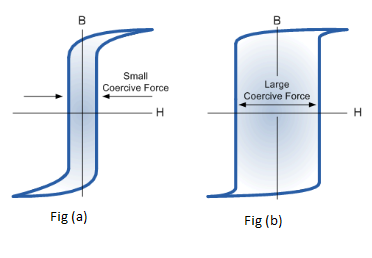 B
Small
Coercive Force
H
Fig (a)
B
Large
Coercive Force
H
Fig (b)